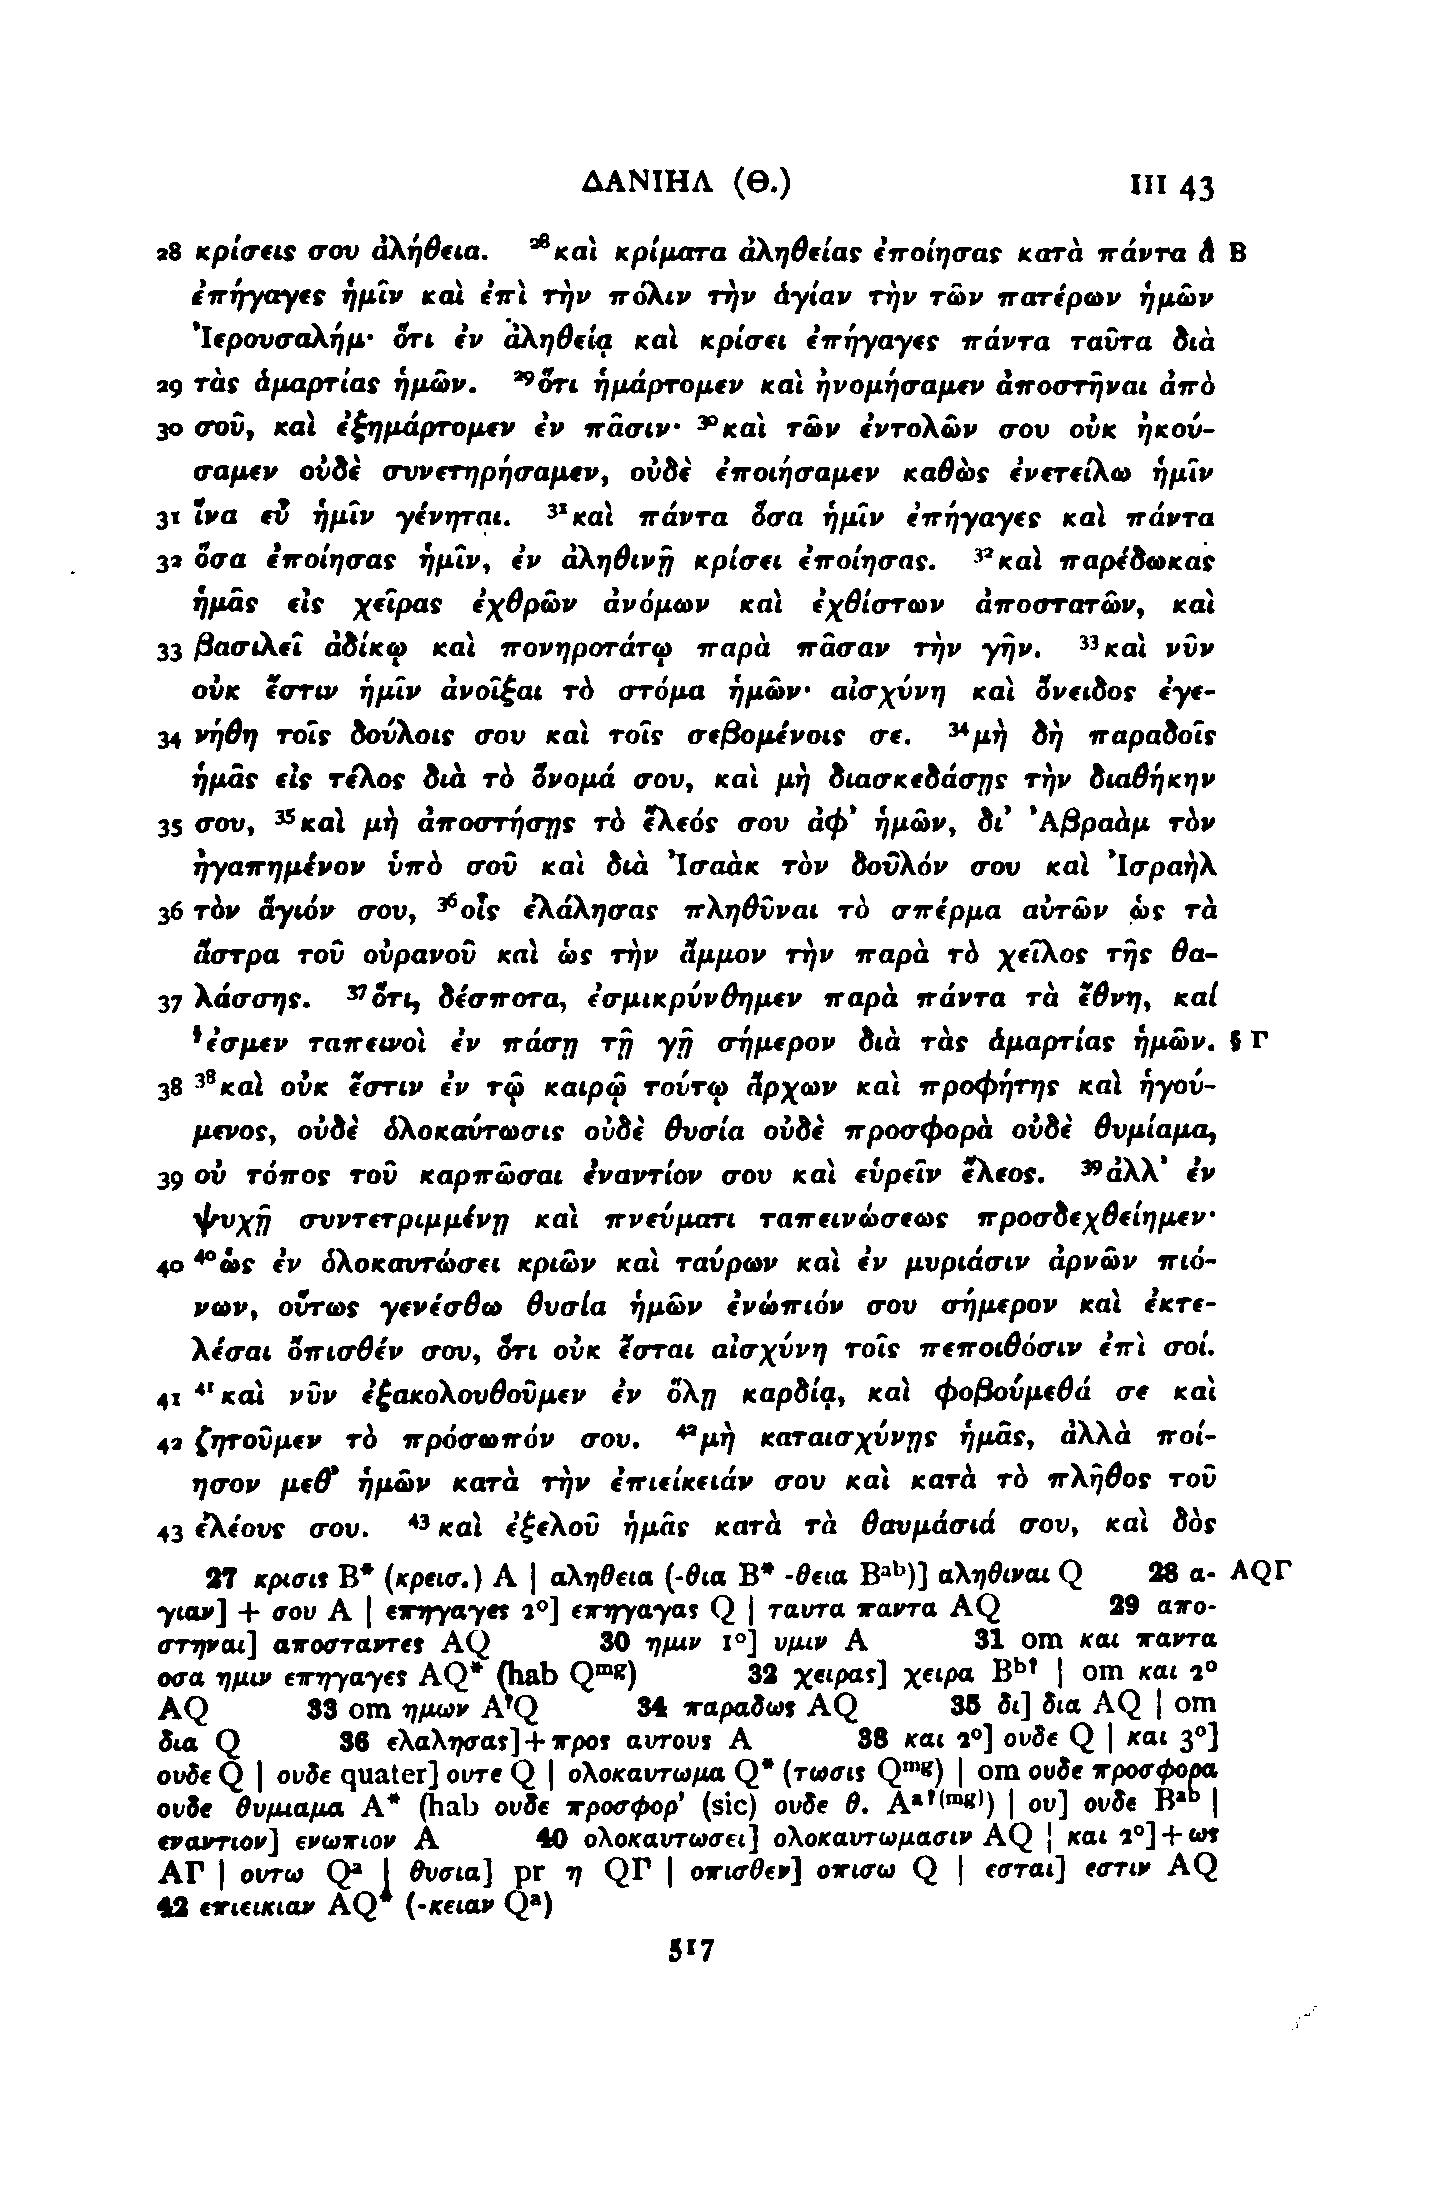 ΔΑΝΙΗΛ (Θ.) III 43
28 κρίσεις σου ἀλήθεια. ²⁸καὶ κρίματα ἀληθείας ἐποίησας κατὰ πάντα ἃ B
ἐπήγαγες ἡμῖν καὶ ἐπὶ τὴν πόλιν τὴν ἁγίαν τὴν τῶν πατέρων ἡμῶν
Ἰερουσαλήμ· ὅτι ἐν ἀληθείᾳ καὶ κρίσει ἐπήγαγες πάντα ταῦτα διὰ
29 τὰς ἁμαρτίας ἡμῶν. ²⁹ὅτι ἡμάρτομεν καὶ ἠνομήσαμεν ἀποστῆναι ἀπὸ
30 σοῦ, καὶ ἐξημάρτομεν ἐν πᾶσιν· ³⁰καὶ τῶν ἐντολῶν σου οὐκ ἠκού-
σαμεν οὐδὲ συνετηρήσαμεν, οὐδὲ ἐποιήσαμεν καθὼς ἐνετείλω ἡμῖν
31 ἵνα εὖ ἡμῖν γένηται. ³¹καὶ πάντα ὅσα ἡμῖν ἐπήγαγες καὶ πάντα
32 ὅσα ἐποίησας ἡμῖν, ἐν ἀληθινῇ κρίσει ἐποίησας. ³²καὶ παρέδωκας
ἡμᾶς εἰς χεῖρας ἐχθρῶν ἀνόμων καὶ ἐχθίστων ἀποστατῶν, καὶ
33 βασιλεῖ ἀδίκῳ καὶ πονηροτάτῳ παρὰ πᾶσαν τὴν γῆν. ³³καὶ νῦν
οὐκ ἔστιν ἡμῖν ἀνοῖξαι τὸ στόμα ἡμῶν· αἰσχύνη καὶ ὄνειδος ἐγε-
34 νήθη τοῖς δούλοις σου καὶ τοῖς σεβομένοις σε. ³⁴μὴ δὴ παραδοῖς
ἡμᾶς εἰς τέλος διὰ τὸ ὄνομά σου, καὶ μὴ διασκεδάσῃς τὴν διαθήκην
35 σου, ³⁵καὶ μὴ ἀποστήσῃς τὸ ἔλεός σου ἀφ᾽ ἡμῶν, δι᾽ Ἀβραὰμ τὸν
ἠγαπημένον ὑπὸ σοῦ καὶ διὰ Ἰσαὰκ τὸν δοῦλόν σου καὶ Ἰσραὴλ
36 τὸν ἅγιόν σου, ³⁶οἷς ἐλάλησας πληθῦναι τὸ σπέρμα αὐτῶν ὡς τὰ
ἄστρα τοῦ οὐρανοῦ καὶ ὡς τὴν ἄμμον τὴν παρὰ τὸ χεῖλος τῆς θα-
37 λάσσης. ³⁷ὅτι, δέσποτα, ἐσμικρύνθημεν παρὰ πάντα τὰ ἔθνη, καί
§ἐσμεν ταπεινοὶ ἐν πάσῃ τῇ γῇ σήμερον διὰ τὰς ἁμαρτίας ἡμῶν. § Γ
38 ³⁸καὶ οὐκ ἔστιν ἐν τῷ καιρῷ τούτῳ ἄρχων καὶ προφήτης καὶ ἡγού-
μενος, οὐδὲ ὁλοκαύτωσις οὐδὲ θυσία οὐδὲ προσφορὰ οὐδὲ θυμίαμα,
39 οὐ τόπος τοῦ καρπῶσαι ἐναντίον σου καὶ εὑρεῖν ἔλεος. ³⁹ἀλλ᾽ ἐν
ψυχῇ συντετριμμένῃ καὶ πνεύματι ταπεινώσεως προσδεχθείημεν·
40 ⁴⁰ὡς ἐν ὁλοκαυτώσει κριῶν καὶ ταύρων καὶ ἐν μυριάσιν ἀρνῶν πιό-
νων, οὕτως γενέσθω θυσία ἡμῶν ἐνώπιόν σου σήμερον καὶ ἐκτε-
λέσαι ὄπισθέν σου, ὅτι οὐκ ἔσται αἰσχύνη τοῖς πεποιθόσιν ἐπὶ σοί.
41 ⁴¹καὶ νῦν ἐξακολουθοῦμεν ἐν ὅλῃ καρδίᾳ, καὶ φοβούμεθά σε καὶ
42 ζητοῦμεν τὸ πρόσωπόν σου. ⁴²μὴ καταισχύνῃς ἡμᾶς, ἀλλὰ ποί-
ησον μεθ᾽ ἡμῶν κατὰ τὴν ἐπιείκειάν σου καὶ κατὰ τὸ πλῆθος τοῦ
43 ἐλέους σου. ⁴³καὶ ἐξελοῦ ἡμᾶς κατὰ τὰ θαυμάσιά σου, καὶ δὸς
27 κρισις B* (κρεισ.) A | αληθεια (-θια B* -θεια Bᵃᵇ)] αληθιναι Q 28 α- AQΓ
γιαν] + σου A | επηγαγες 2°] επηγαγας Q | ταυτα παντα AQ 29 απο-
στηναι] αποσταντες AQ 30 ημιν 1°] υμιν A 31 om και παντα
οσα ημιν επηγαγες AQ* (hab Qᵐᵍ) 32 χειρας] χειρα Bᵇ† | om και 2°
AQ 33 om ημων A†Q 34 παραδως AQ 35 δι] δια AQ | om
δια Q 36 ελαλησας]+προς αυτους A 38 και 2°] ουδε Q | και 3°]
ουδε Q | ουδε quater] ουτε Q | ολοκαυτωμα Q* (τωσις Qᵐᵍ) | om ουδε προσφορα
ουδε θυμιαμα A* (hab ουδε προσφορ᾽ (sic) ουδε θ. Aᵃ†⁽ᵐᵍ⁾) | ου] ουδε Bᵃᵇ |
εναντιον] ενωπιον A 40 ολοκαυτωσει] ολοκαυτωμασιν AQ | και 2°]+ως
AΓ | ουτω Qᵃ | θυσια] pr η QΓ | οπισθεν] οπισω Q | εσται] εστιν AQ
42 επιεικιαν AQ* (-κειαν Qᵃ)
517